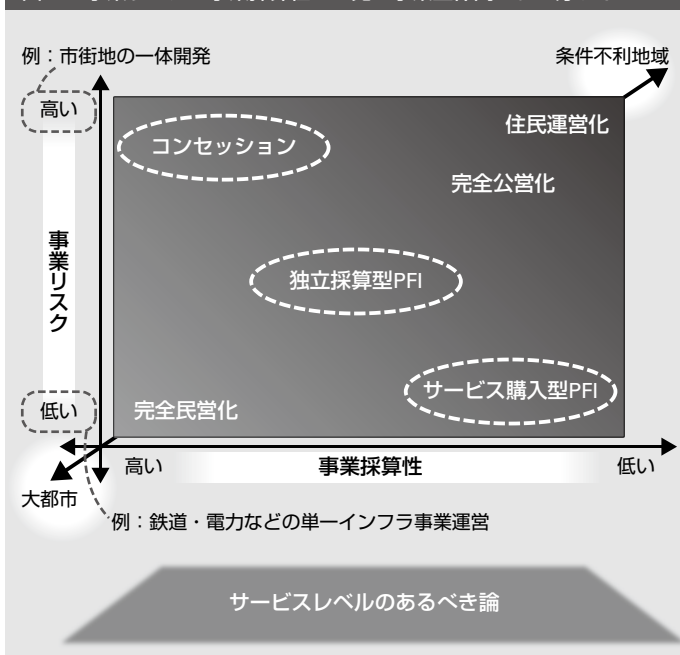 例：市街地の一体開発
条件不利地域
高い
住民運営化
コンセッション
完全公営化
事業リスク
独立採算型PFI
サービス購入型PFI
低い
完全民営化
高い
事業採算性
低い
大都市
例：鉄道・電力などの単一インフラ事業運営
サービスレベルのあるべき論